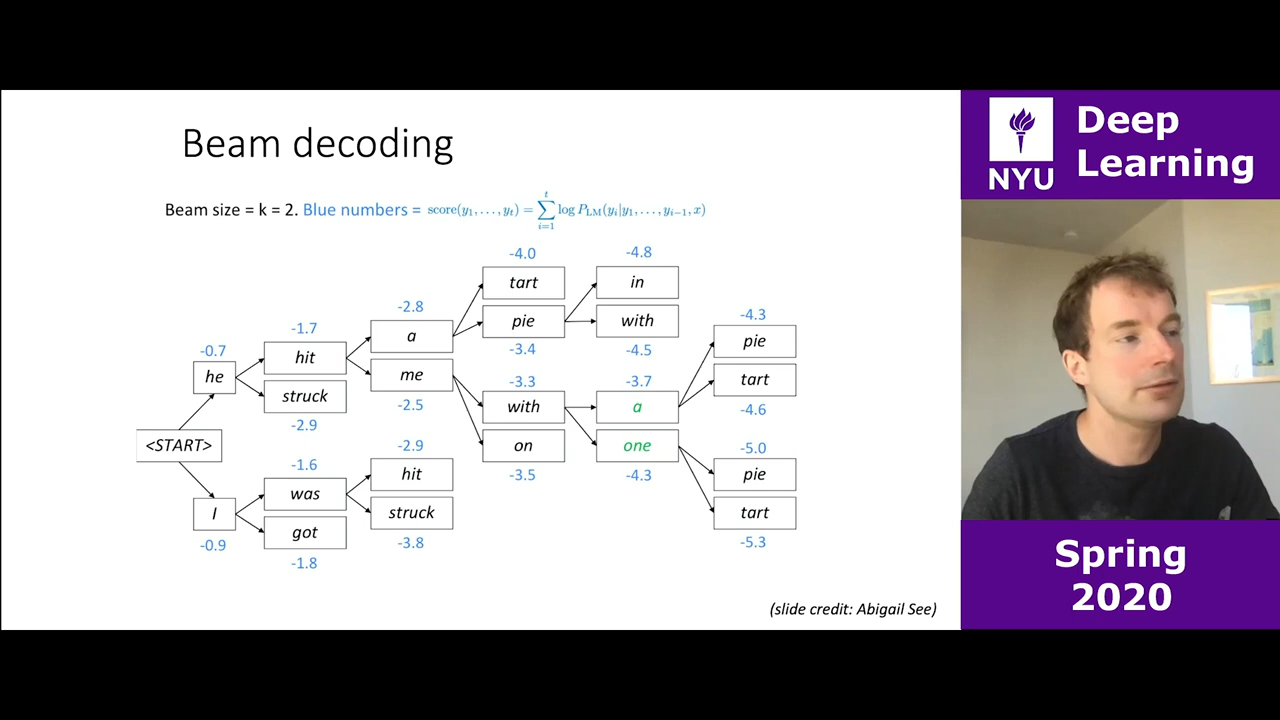 Beam decoding
Beam size = k = 2. Blue numbers = score(y₁, . . . , yₜ) = ∑ᵢ₌₁ᵗ log P_LM(yᵢ|y₁, . . . , yᵢ₋₁, x)
-4.0
tart
pie
-3.4
-4.8
in
with
-4.5
-2.8
a
me
-2.5
-4.3
pie
tart
-4.6
-1.7
hit
struck
-2.9
-0.7
he
-3.3
with
on
-3.5
-3.7
a
one
-4.3
<START>
-1.6
was
got
-1.8
-2.9
hit
struck
-3.8
-5.0
pie
tart
-5.3
I
-0.9
(slide credit: Abigail See)
NYU
Deep
Learning
Spring
2020